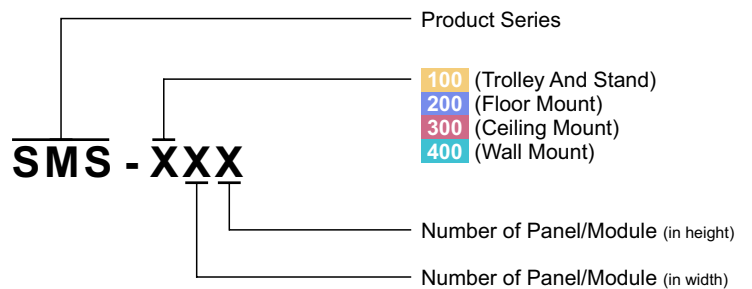 Product Series
100 (Trolley And Stand)
200 (Floor Mount)
300 (Ceiling Mount)
400 (Wall Mount)
SMS - XXX
Number of Panel/Module (in height)
Number of Panel/Module (in width)